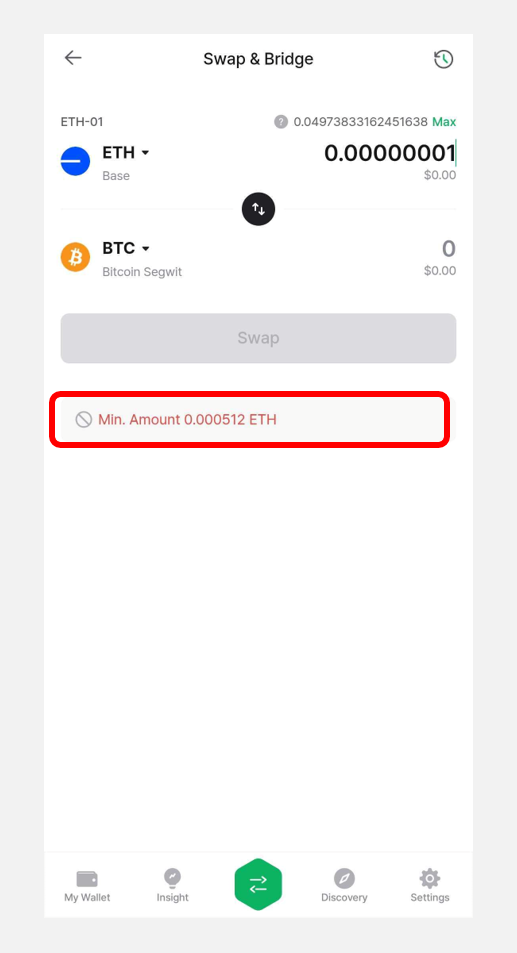 Swap & Bridge
ETH-01 ? 0.04973833162451638 Max
ETH 0.00000001
Base $0.00
BTC 0
Bitcoin Segwit $0.00
Swap
Min. Amount 0.000512 ETH
My Wallet Insight Discovery Settings